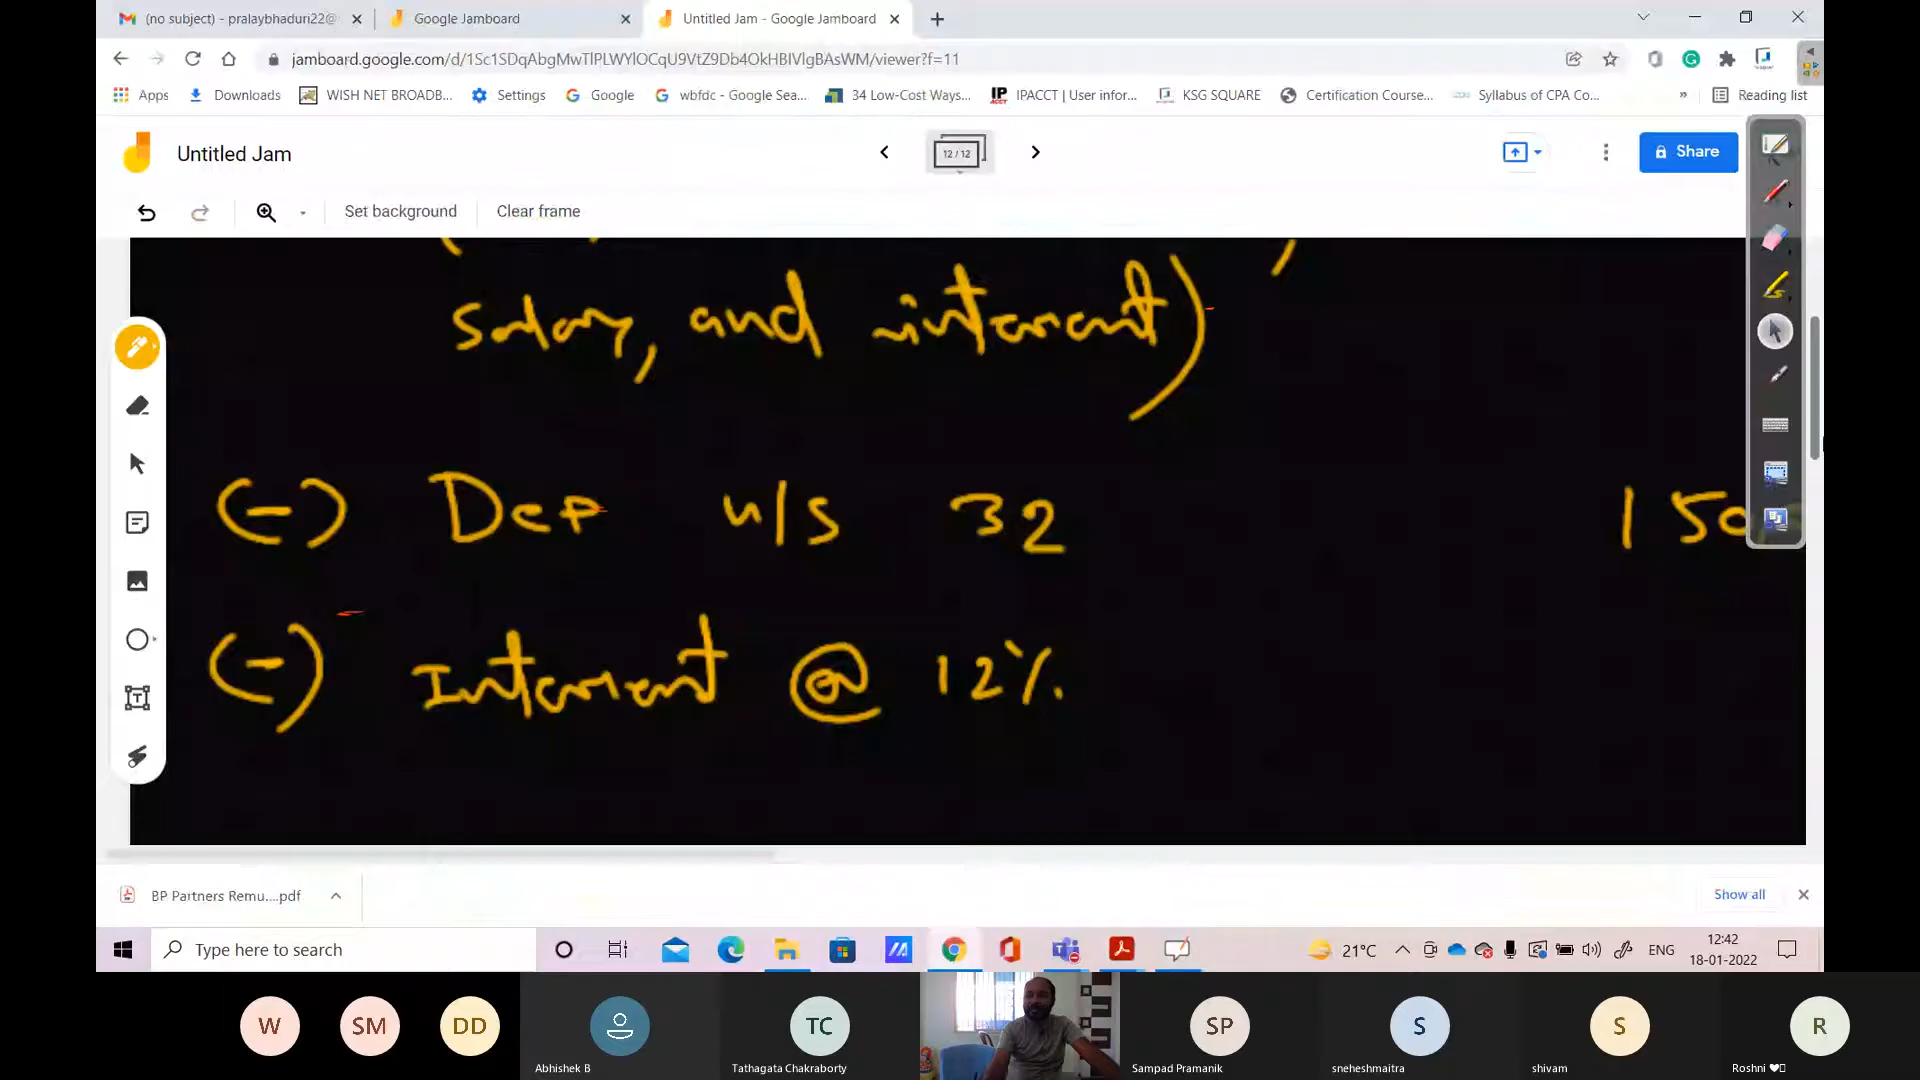 (no subject) - pralaybhaduri22@
Google Jamboard
Untitled Jam - Google Jamboard
jamboard.google.com/d/1Sc1SDqAbgMwTlPLWYlOCqU9VtZ9Db4OkHBIVlgBAsWM/viewer?f=11
Apps
Downloads
WISH NET BROADB...
Settings
Google
wbfdc - Google Sea...
34 Low-Cost Ways...
IPACCT | User infor...
KSG SQUARE
Certification Course...
Syllabus of CPA Co...
»
Reading list
Untitled Jam
12 / 12
Share
Set background
Clear frame
salary, and interest)
(-) Dep u/s 32 150
(-) Interest @ 12%
BP Partners Remu....pdf
Show all
Type here to search
21°C
ENG
12:42
18-01-2022
W
SM
DD
TC
SP
S
S
R
Abhishek B
Tathagata Chakraborty
Sampad Pramanik
sneheshmaitra
shivam
Roshni ❤